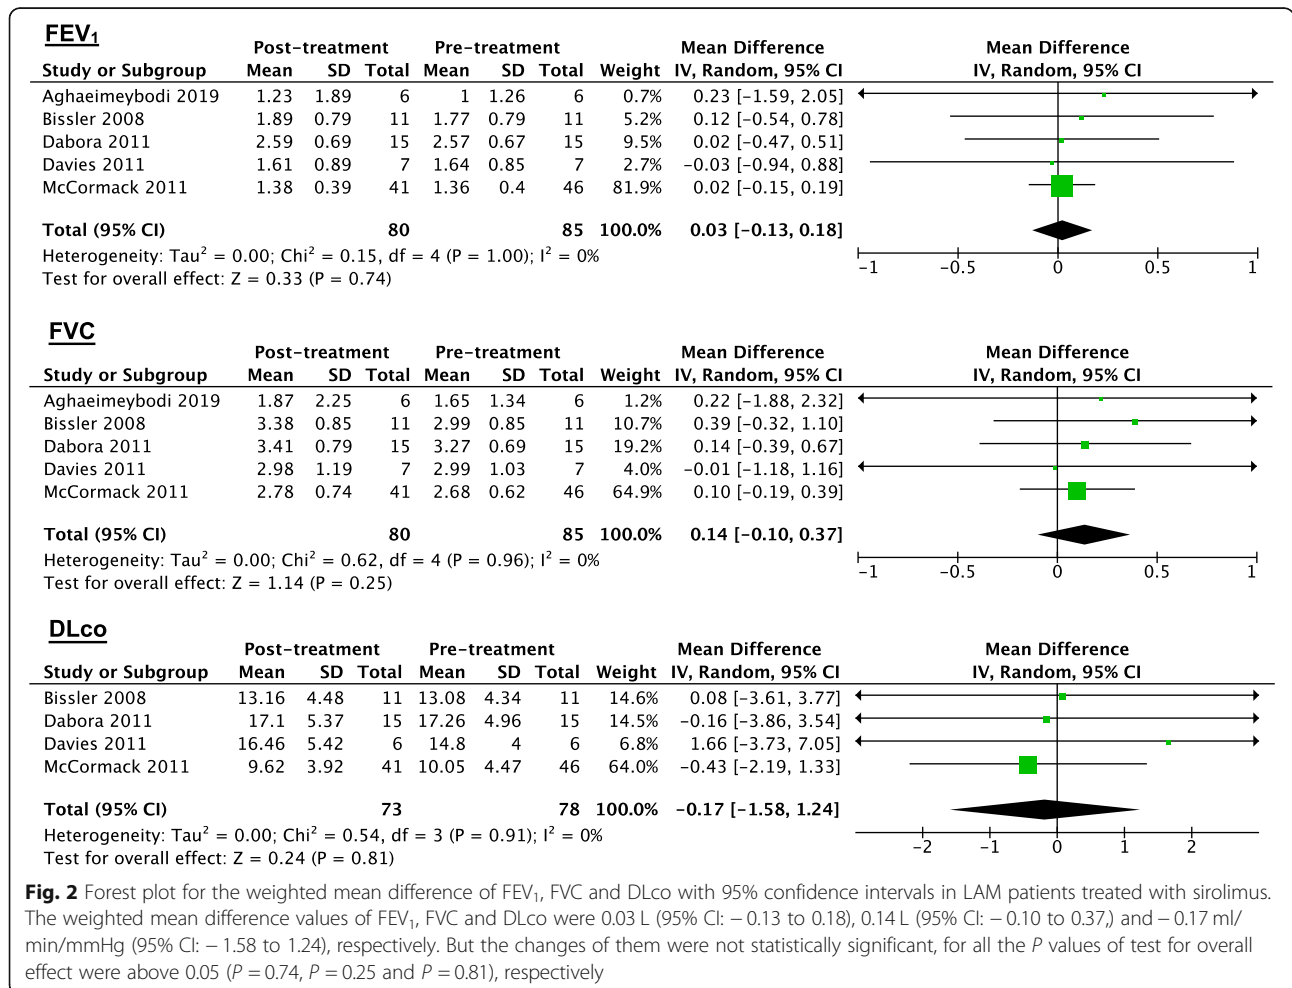 FEV₁
Post-treatment Pre-treatment Mean Difference Mean Difference
Study or Subgroup Mean SD Total Mean SD Total Weight IV, Random, 95% CI IV, Random, 95% CI
Aghaeimeybodi 2019 1.23 1.89 6 1 1.26 6 0.7% 0.23 [-1.59, 2.05]
Bissler 2008 1.89 0.79 11 1.77 0.79 11 5.2% 0.12 [-0.54, 0.78]
Dabora 2011 2.59 0.69 15 2.57 0.67 15 9.5% 0.02 [-0.47, 0.51]
Davies 2011 1.61 0.89 7 1.64 0.85 7 2.7% -0.03 [-0.94, 0.88]
McCormack 2011 1.38 0.39 41 1.36 0.4 46 81.9% 0.02 [-0.15, 0.19]
Total (95% CI) 80 85 100.0% 0.03 [-0.13, 0.18]
Heterogeneity: Tau² = 0.00; Chi² = 0.15, df = 4 (P = 1.00); I² = 0%
Test for overall effect: Z = 0.33 (P = 0.74)
-1 -0.5 0 0.5 1
FVC
Post-treatment Pre-treatment Mean Difference Mean Difference
Study or Subgroup Mean SD Total Mean SD Total Weight IV, Random, 95% CI IV, Random, 95% CI
Aghaeimeybodi 2019 1.87 2.25 6 1.65 1.34 6 1.2% 0.22 [-1.88, 2.32]
Bissler 2008 3.38 0.85 11 2.99 0.85 11 10.7% 0.39 [-0.32, 1.10]
Dabora 2011 3.41 0.79 15 3.27 0.69 15 19.2% 0.14 [-0.39, 0.67]
Davies 2011 2.98 1.19 7 2.99 1.03 7 4.0% -0.01 [-1.18, 1.16]
McCormack 2011 2.78 0.74 41 2.68 0.62 46 64.9% 0.10 [-0.19, 0.39]
Total (95% CI) 80 85 100.0% 0.14 [-0.10, 0.37]
Heterogeneity: Tau² = 0.00; Chi² = 0.62, df = 4 (P = 0.96); I² = 0%
Test for overall effect: Z = 1.14 (P = 0.25)
-1 -0.5 0 0.5 1
DLco
Post-treatment Pre-treatment Mean Difference Mean Difference
Study or Subgroup Mean SD Total Mean SD Total Weight IV, Random, 95% CI IV, Random, 95% CI
Bissler 2008 13.16 4.48 11 13.08 4.34 11 14.6% 0.08 [-3.61, 3.77]
Dabora 2011 17.1 5.37 15 17.26 4.96 15 14.5% -0.16 [-3.86, 3.54]
Davies 2011 16.46 5.42 6 14.8 4 6 6.8% 1.66 [-3.73, 7.05]
McCormack 2011 9.62 3.92 41 10.05 4.47 46 64.0% -0.43 [-2.19, 1.33]
Total (95% CI) 73 78 100.0% -0.17 [-1.58, 1.24]
Heterogeneity: Tau² = 0.00; Chi² = 0.54, df = 3 (P = 0.91); I² = 0%
Test for overall effect: Z = 0.24 (P = 0.81)
-2 -1 0 1 2
Fig. 2 Forest plot for the weighted mean difference of FEV₁, FVC and DLco with 95% confidence intervals in LAM patients treated with sirolimus.
The weighted mean difference values of FEV₁, FVC and DLco were 0.03 L (95% CI: − 0.13 to 0.18), 0.14 L (95% CI: − 0.10 to 0.37,) and − 0.17 ml/
min/mmHg (95% CI: − 1.58 to 1.24), respectively. But the changes of them were not statistically significant, for all the P values of test for overall
effect were above 0.05 (P = 0.74, P = 0.25 and P = 0.81), respectively